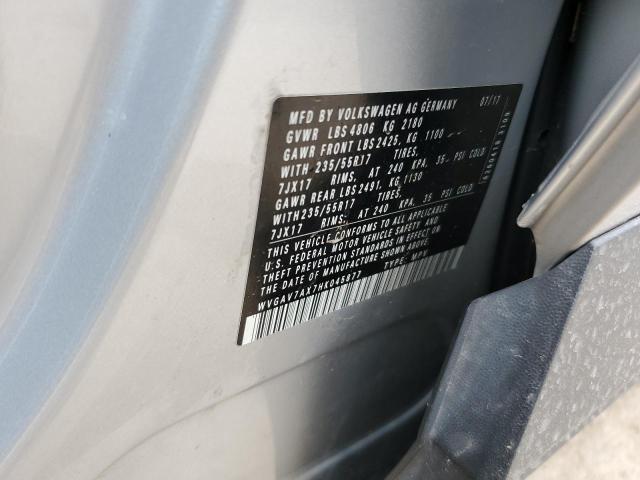 MFD BY VOLKSWAGEN AG GERMANY 07/17
GVWR LBS 4806 KG 2180
GAWR FRONT LBS 2425, KG 1100
WITH 235/55R17 TIRES,
7JX17 RIMS, AT 240 KPA, 35 PSI COLD
GAWR REAR LBS 2491, KG 1130
WITH 235/55R17 TIRES,
7JX17 RIMS, AT 240 KPA, 35 PSI COLD
THIS VEHICLE CONFORMS TO ALL APPLICABLE
U.S. FEDERAL MOTOR VEHICLE SAFETY AND
THEFT PREVENTION STANDARDS IN EFFECT ON
THE DATE OF MANUFACTURE
WVGAV7AX7HK045877 TYPE: MPV